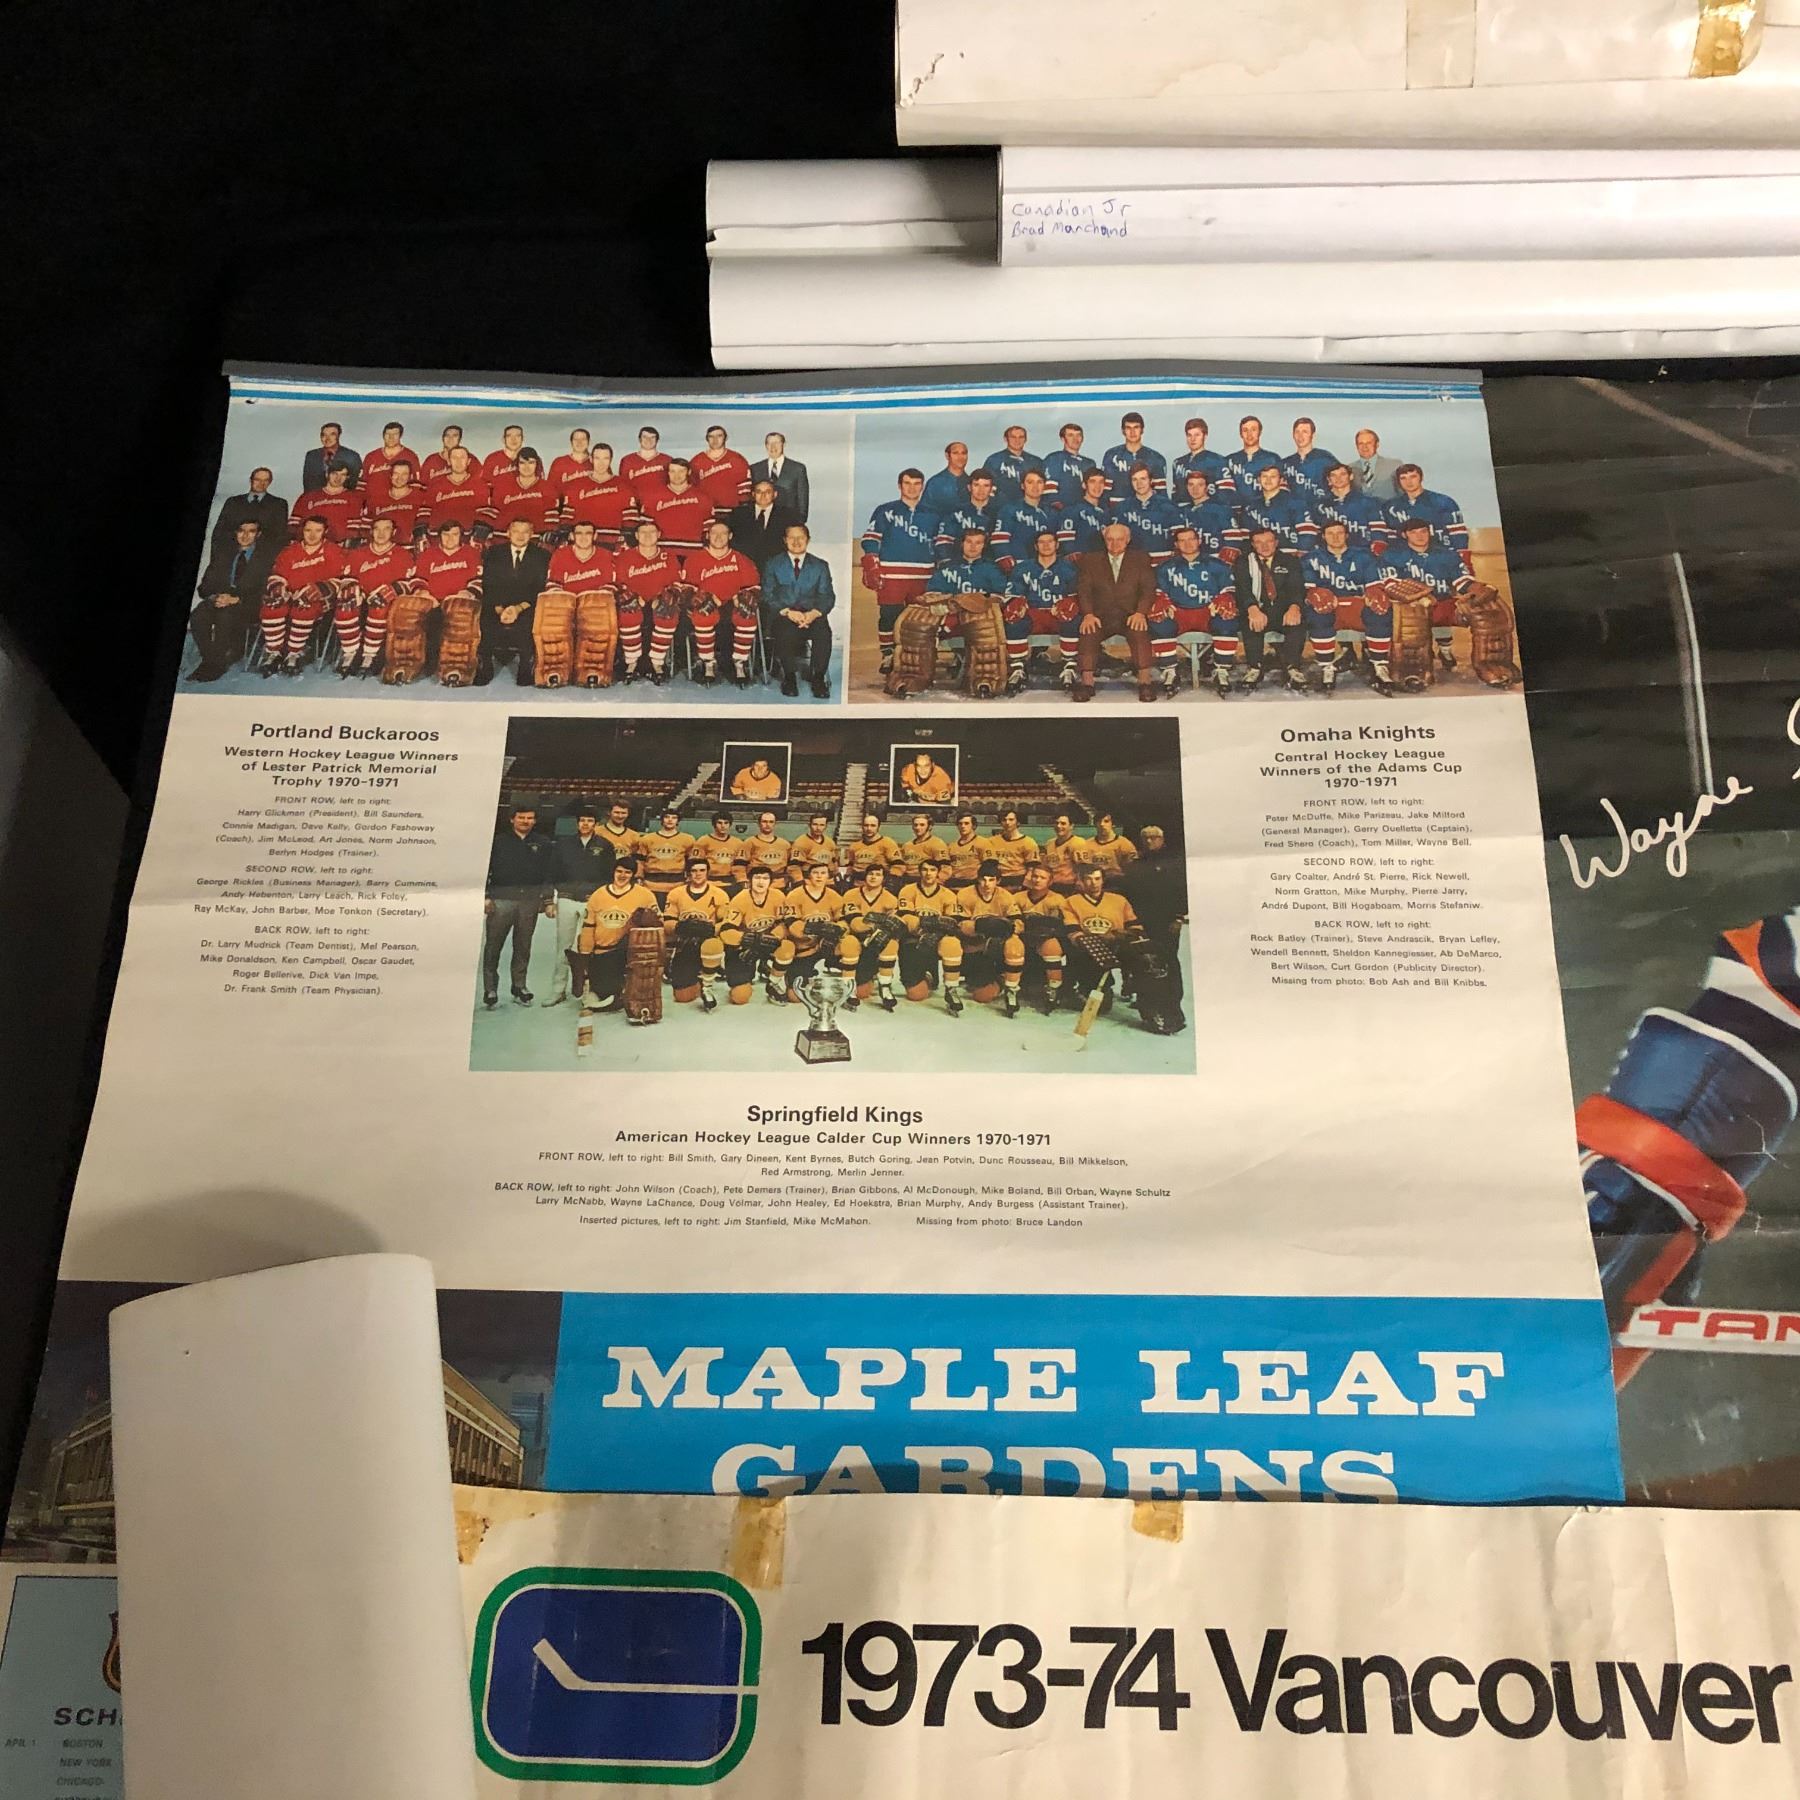 Canadian Jr
Brad Marchand
Portland Buckaroos
Western Hockey League Winners
of Lester Patrick Memorial
Trophy 1970-1971
FRONT ROW, left to right:
Harry Glickman (President), Bill Saunders,
Connie Madigan, Dave Kelly, Gordon Fashoway
(Coach), Jim McLeod, Art Jones, Norm Johnson,
Berlyn Hodges (Trainer).
SECOND ROW, left to right:
George Rickles (Business Manager), Barry Cummins,
Andy Hebenton, Larry Leach, Rick Foley,
Ray McKay, John Barber, Moe Tonkon (Secretary).
BACK ROW, left to right:
Dr. Larry Mudrick (Team Dentist), Mel Pearson,
Mike Donaldson, Ken Campbell, Oscar Gaudet,
Roger Bellerive, Dick Van Impe,
Dr. Frank Smith (Team Physician).
Omaha Knights
Central Hockey League
Winners of the Adams Cup
1970-1971
FRONT ROW, left to right:
Peter McDuffe, Mike Parizeau, Jake Milford
(General Manager), Gerry Ouellette (Captain),
Fred Shero (Coach), Tom Miller, Wayne Bell.
SECOND ROW, left to right:
Gary Coalter, André St. Pierre, Rick Newell,
Norm Gratton, Mike Murphy, Pierre Jarry,
André Dupont, Bill Hogaboam, Morris Stefaniw.
BACK ROW, left to right:
Rock Batley (Trainer), Steve Andrascik, Bryan Lefley,
Wendell Bennett, Sheldon Kannegiesser, Ab DeMarco,
Bert Wilson, Curt Gordon (Publicity Director).
Missing from photo: Bob Ash and Bill Knibbs.
Springfield Kings
American Hockey League Calder Cup Winners 1970-1971
FRONT ROW, left to right: Bill Smith, Gary Dineen, Kent Byrnes, Butch Goring, Jean Potvin, Dunc Rousseau, Bill Mikkelson,
Red Armstrong, Merlin Jenner.
BACK ROW, left to right: John Wilson (Coach), Pete Demers (Trainer), Brian Gibbons, Al McDonough, Mike Boland, Bill Orban, Wayne Schultz
Larry McNabb, Wayne LaChance, Doug Volmar, John Healey, Ed Hoekstra, Brian Murphy, Andy Burgess (Assistant Trainer).
Inserted pictures, left to right: Jim Stanfield, Mike McMahon. Missing from photo: Bruce Landon
Wayne
TAN
MAPLE LEAF
GARDENS
1973-74 Vancouver
SCH
APR. 1 BOSTON
NEW YORK
CHICAGO